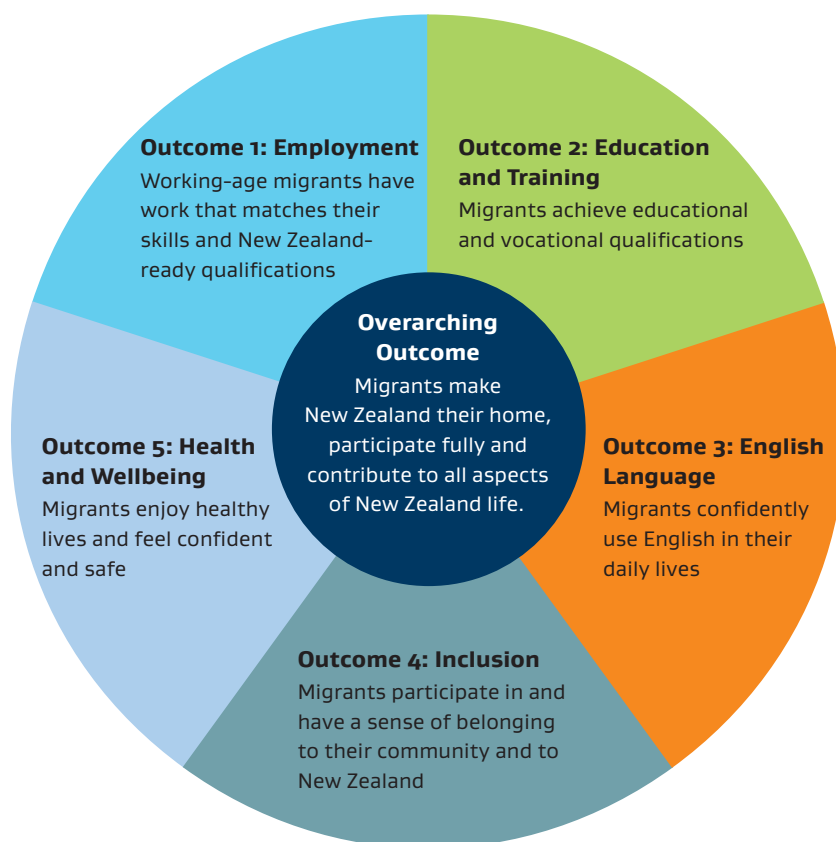 Outcome 1: Employment
Working-age migrants have
work that matches their
skills and New Zealand-
ready qualifications
Outcome 2: Education
and Training
Migrants achieve educational
and vocational qualifications
Overarching
Outcome
Migrants make
New Zealand their home,
participate fully and
contribute to all aspects
of New Zealand life.
Outcome 3: English
Language
Migrants confidently
use English in their
daily lives
Outcome 4: Inclusion
Migrants participate in and
have a sense of belonging
to their community and to
New Zealand
Outcome 5: Health
and Wellbeing
Migrants enjoy healthy
lives and feel confident
and safe